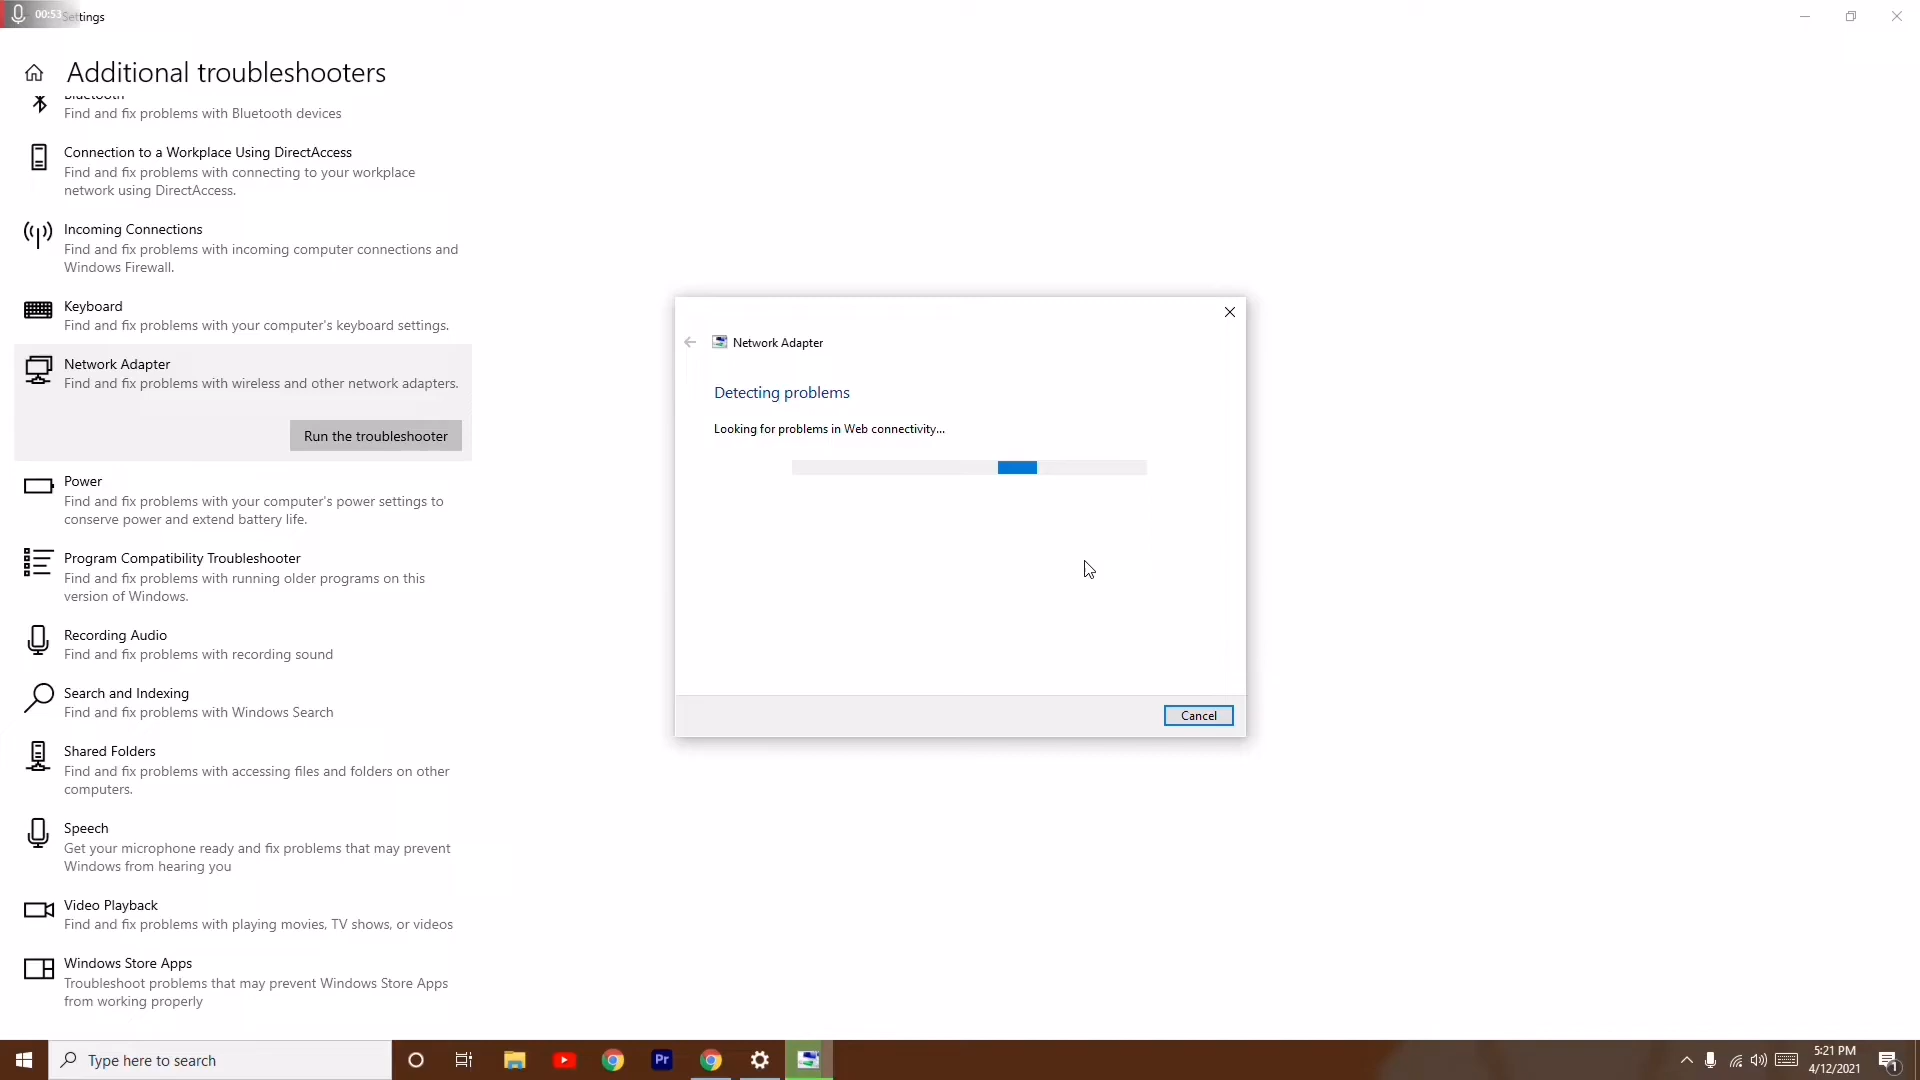 00:53
Settings
Additional troubleshooters
Bluetooth
Find and fix problems with Bluetooth devices
Connection to a Workplace Using DirectAccess
Find and fix problems with connecting to your workplace
network using DirectAccess.
Incoming Connections
Find and fix problems with incoming computer connections and
Windows Firewall.
Keyboard
Find and fix problems with your computer's keyboard settings.
Network Adapter
Find and fix problems with wireless and other network adapters.
Run the troubleshooter
Power
Find and fix problems with your computer's power settings to
conserve power and extend battery life.
Program Compatibility Troubleshooter
Find and fix problems with running older programs on this
version of Windows.
Recording Audio
Find and fix problems with recording sound
Search and Indexing
Find and fix problems with Windows Search
Shared Folders
Find and fix problems with accessing files and folders on other
computers.
Speech
Get your microphone ready and fix problems that may prevent
Windows from hearing you
Video Playback
Find and fix problems with playing movies, TV shows, or videos
Windows Store Apps
Troubleshoot problems that may prevent Windows Store Apps
from working properly
Network Adapter
Detecting problems
Looking for problems in Web connectivity...
Cancel
Type here to search
Pr
5:21 PM
4/12/2021
1